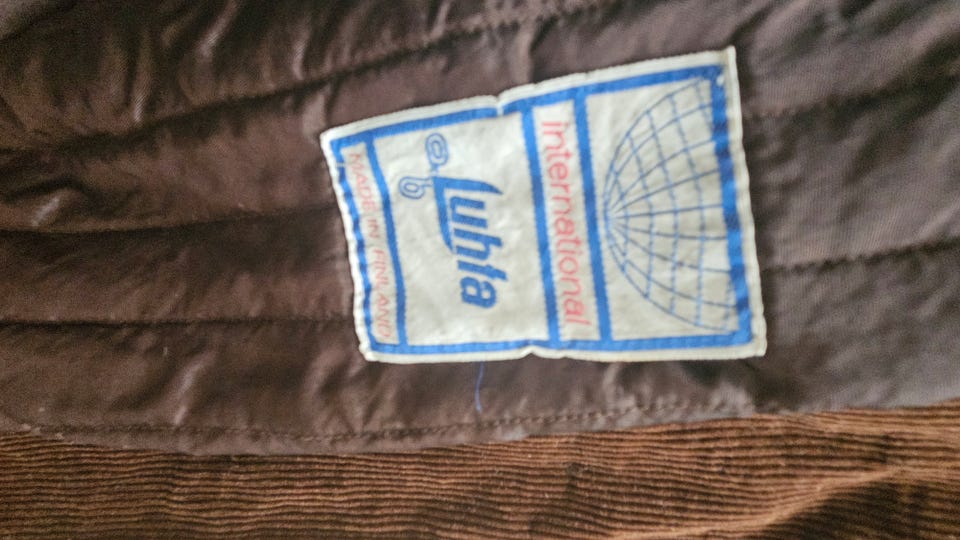 international
Luhta
MADE IN FINLAND